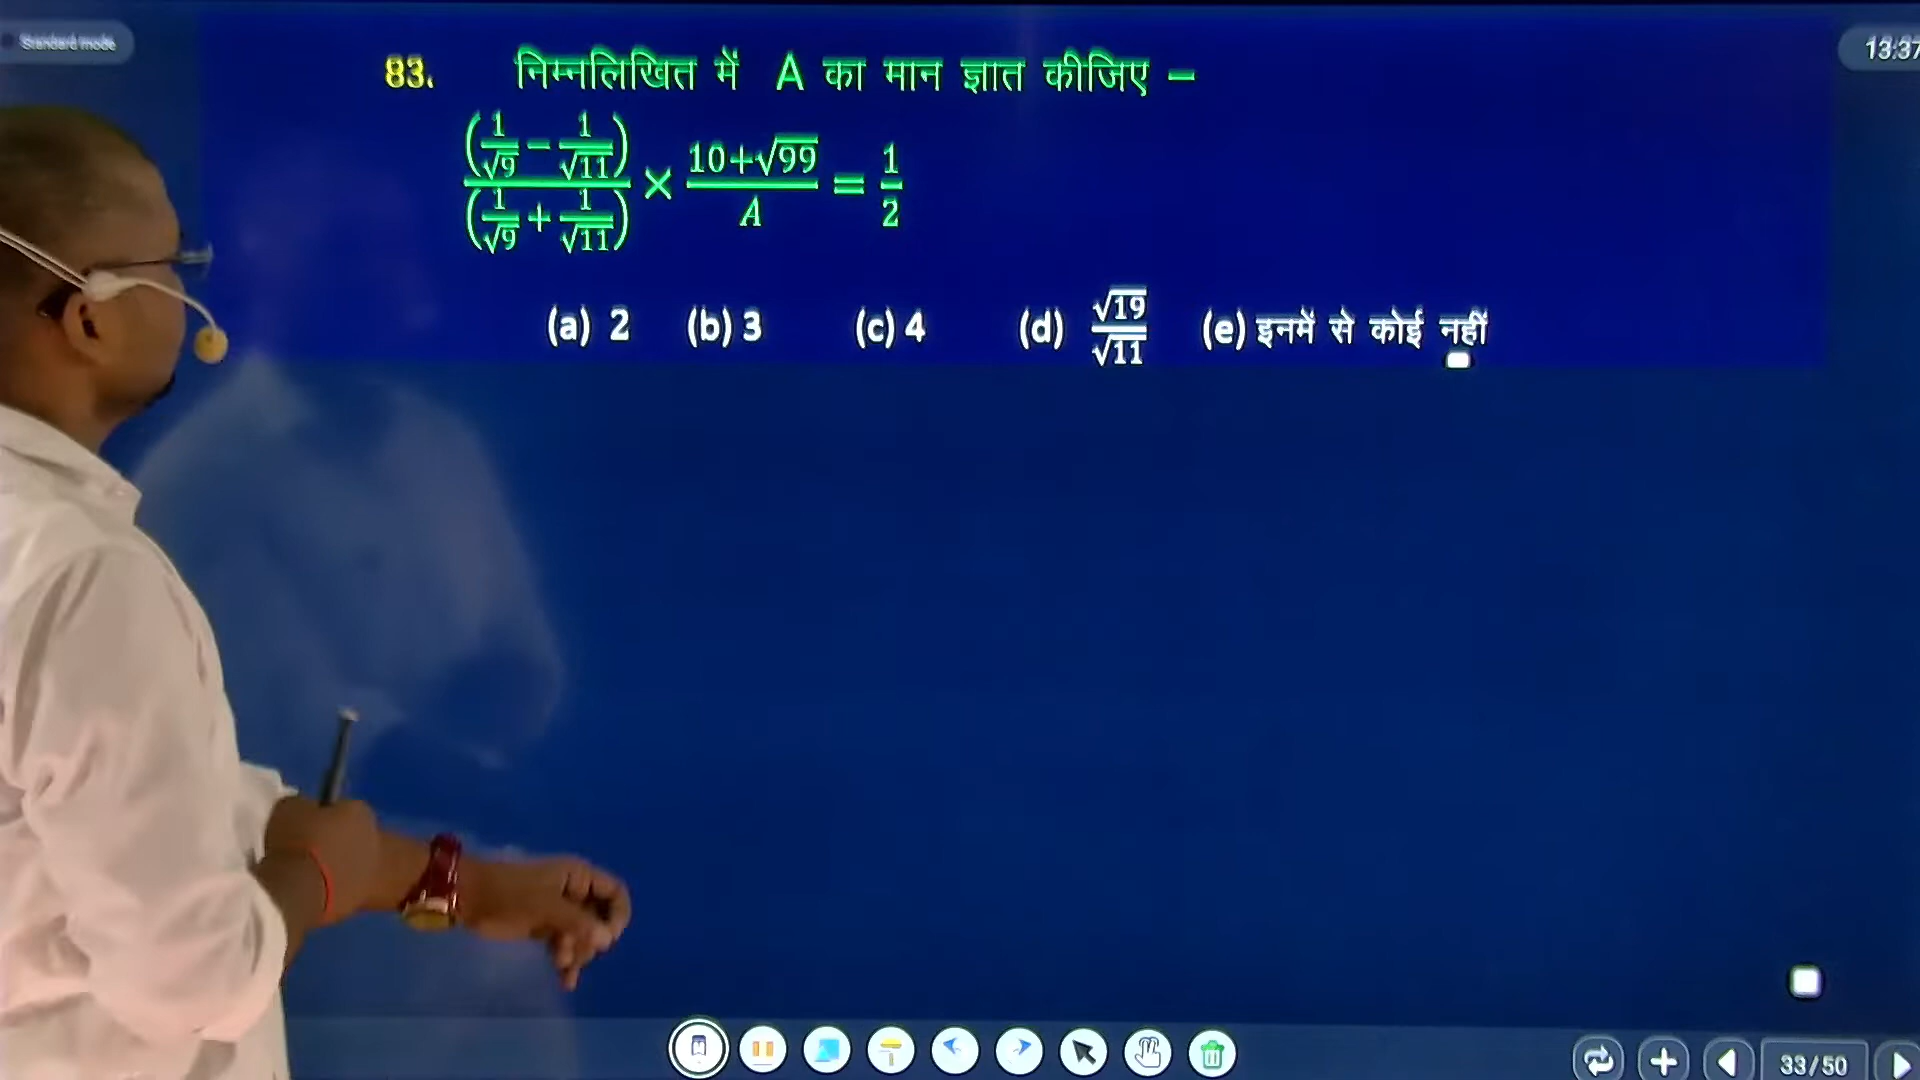 Standard mode
13:37
83. निम्नलिखित में A का मान ज्ञात कीजिए –
(1/√9 − 1/√11) / (1/√9 + 1/√11) × (10+√99)/A = 1/2
(a) 2 (b) 3 (c) 4 (d) √19/√11 (e) इनमें से कोई नहीं
33/50